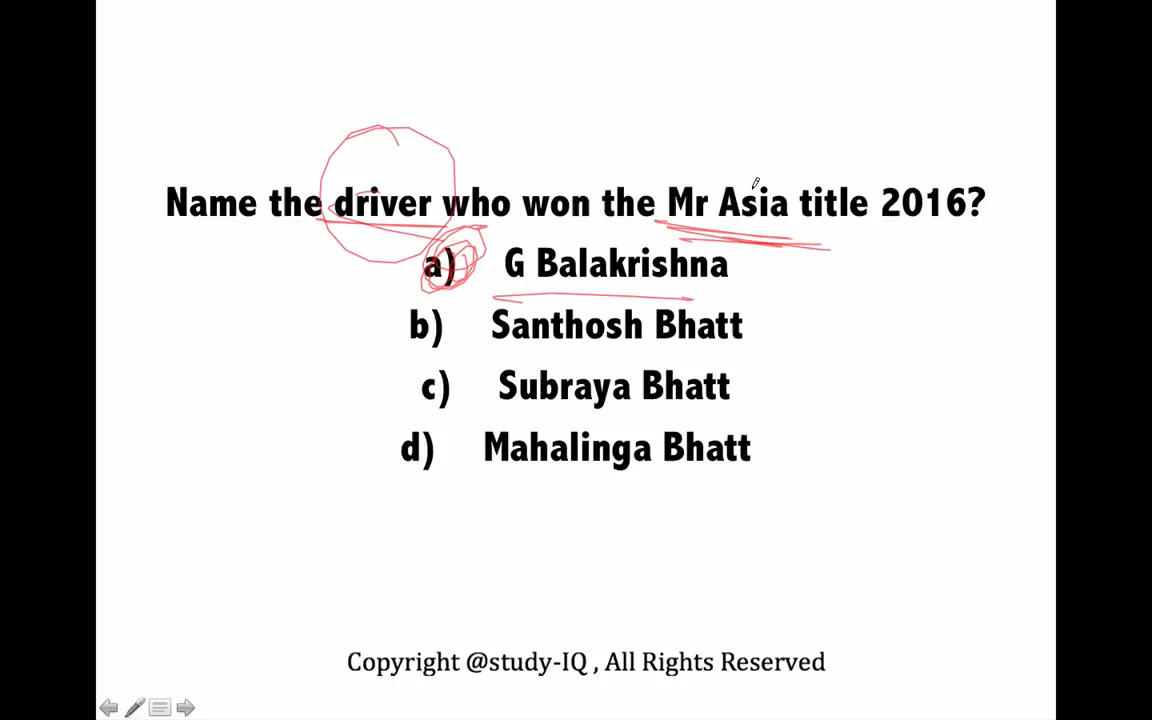 Name the driver who won the Mr Asia title 2016?
a) G Balakrishna
b) Santhosh Bhatt
c) Subraya Bhatt
d) Mahalinga Bhatt
Copyright @study-IQ , All Rights Reserved